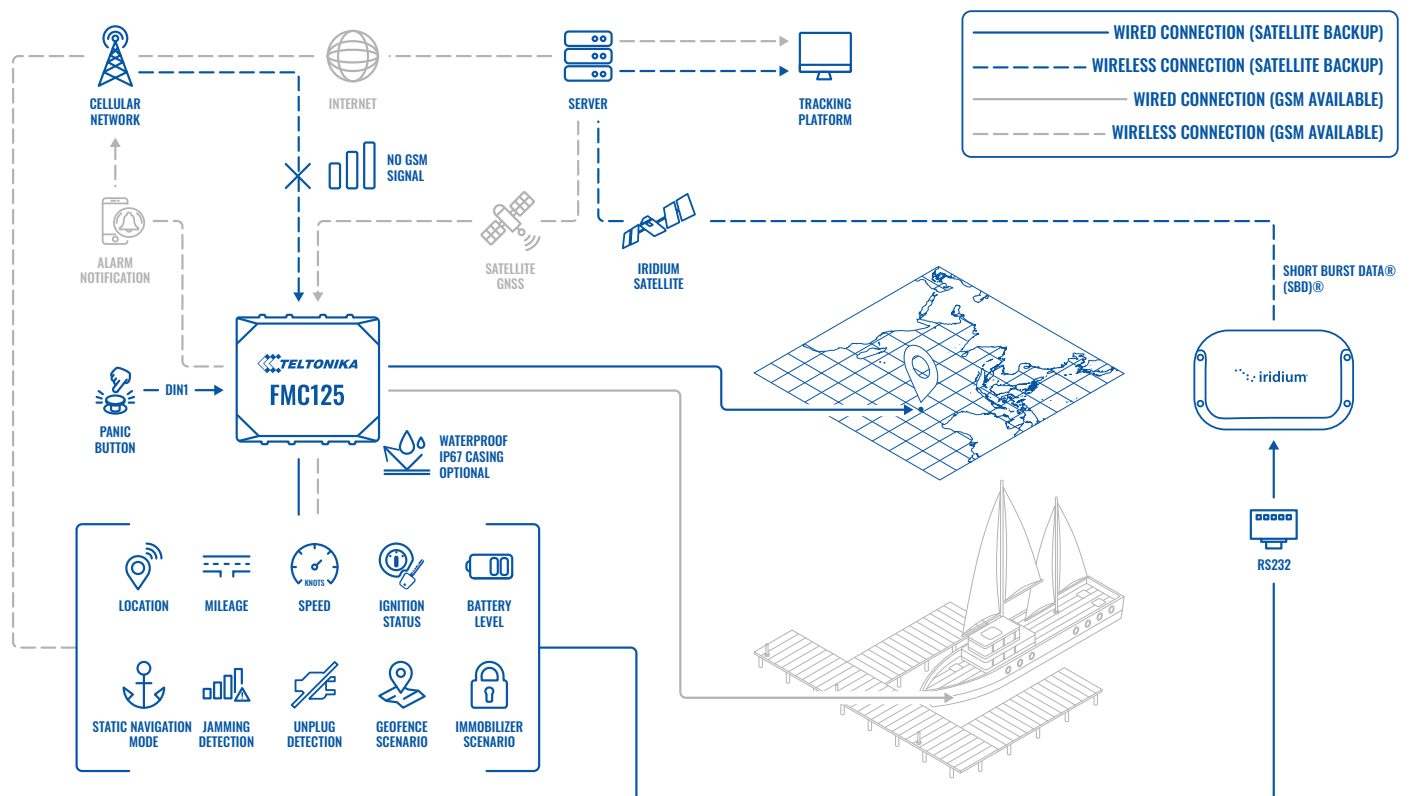 WIRED CONNECTION (SATELLITE BACKUP)
WIRELESS CONNECTION (SATELLITE BACKUP)
WIRED CONNECTION (GSM AVAILABLE)
WIRELESS CONNECTION (GSM AVAILABLE)
CELLULAR
NETWORK
INTERNET
SERVER
TRACKING
PLATFORM
NO GSM
SIGNAL
ALARM
NOTIFICATION
SATELLITE
GNSS
IRIDIUM
SATELLITE
SHORT BURST DATA®
(SBD)®
TELTONIKA
FMC125
DIN1
PANIC
BUTTON
WATERPROOF
IP67 CASING
OPTIONAL
iridium
RS232
KNOTS
LOCATION
MILEAGE
SPEED
IGNITION
STATUS
BATTERY
LEVEL
STATIC NAVIGATION
MODE
JAMMING
DETECTION
UNPLUG
DETECTION
GEOFENCE
SCENARIO
IMMOBILIZER
SCENARIO